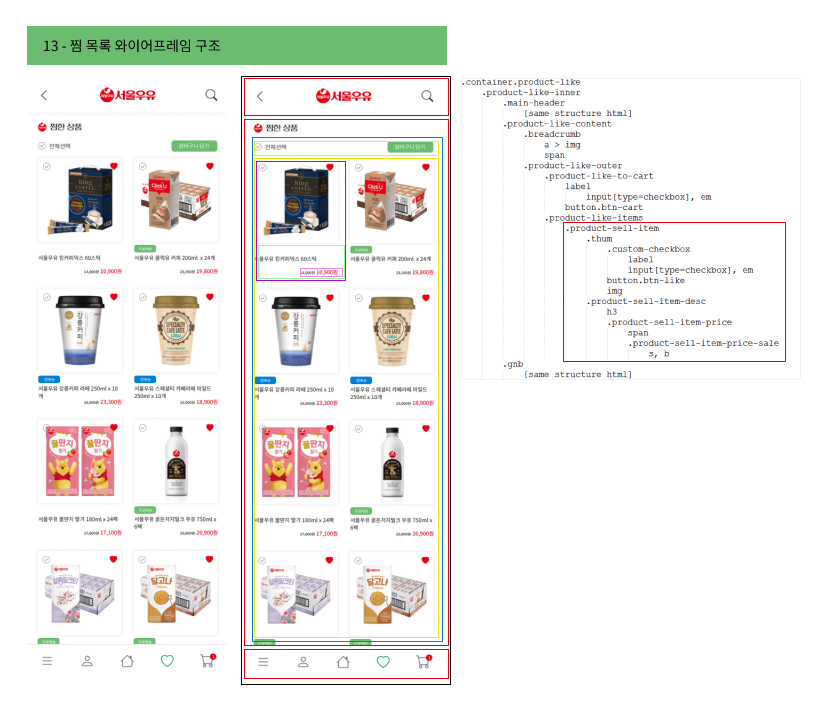 13 - 찜 목록 와이어프레임 구조
서울우유
찜한 상품
전체선택
장바구니 담기
서울우유 킹커피믹스 60스틱
10,900원
서울우유 클릭유 커피 200ml x 24개
19,800원
서울우유 강릉커피 라떼 250ml x 10
개
23,300원
서울우유 스페셜티 카페라떼 마일드
250ml x 10개
18,900원
서울우유 꿀딴지 딸기 180ml x 24팩
17,100원
서울우유 골든저지밀크 우유 750ml x
6팩
26,900원
서울우유
찜한 상품
전체선택
장바구니 담기
서울우유 킹커피믹스 60스틱
10,900원
서울우유 클릭유 커피 200ml x 24개
19,800원
서울우유 강릉커피 라떼 250ml x 10
개
23,300원
서울우유 스페셜티 카페라떼 마일드
250ml x 10개
18,900원
서울우유 꿀딴지 딸기 180ml x 24팩
17,100원
서울우유 골든저지밀크 우유 750ml x
6팩
26,900원
.container.product-like
.product-like-inner
.main-header
[same structure html]
.product-like-content
.breadcrumb
a > img
span
.product-like-outer
.product-like-to-cart
label
input[type=checkbox], em
button.btn-cart
.product-like-items
.product-sell-item
.thum
.custom-checkbox
label
input[type=checkbox], em
button.btn-like
img
.product-sell-item-desc
h3
.product-sell-item-price
span
.product-sell-item-price-sale
s, b
.gnb
[same structure html]